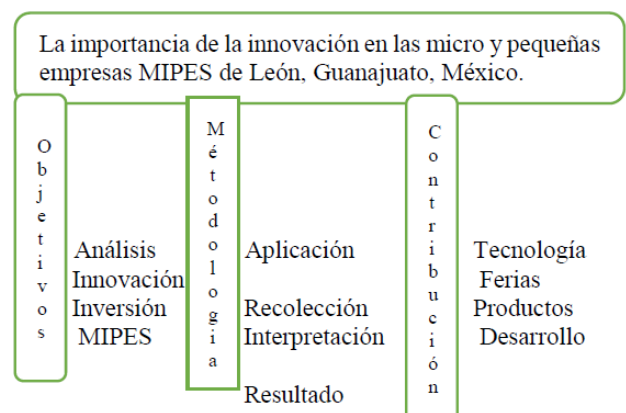 La importancia de la innovación en las micro y pequeñas
empresas MIPES de León, Guanajuato, México.
Objetivos
Análisis
Innovación
Inversión
MIPES
Métodologia
Aplicación
Recolección
Interpretación
Resultado
Contribución
Tecnología
Ferias
Productos
Desarrollo